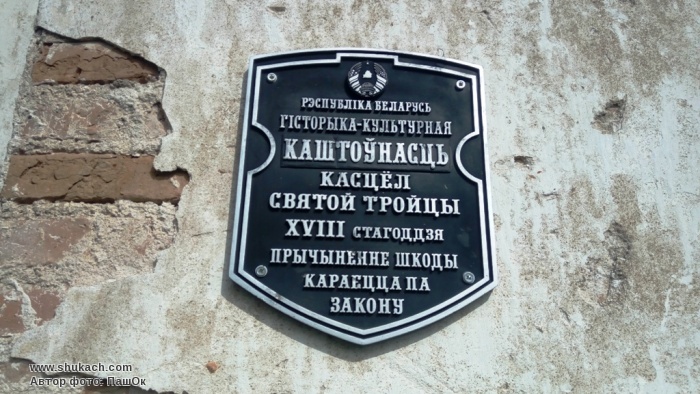 РЭСПУБЛІКА БЕЛАРУСЬ
ГІСТОРЫКА-КУЛЬТУРНАЯ
КАШТОЎНАСЦЬ
КАСЦЁЛ
СВЯТОЙ ТРОЙЦЫ
XVIII СТАГОДДЗЯ
ПРЫЧЫНЕННЕ ШКОДЫ
КАРАЕЦЦА ПА
ЗАКОНУ
www.shukach.com
Автор фото: ПашОк